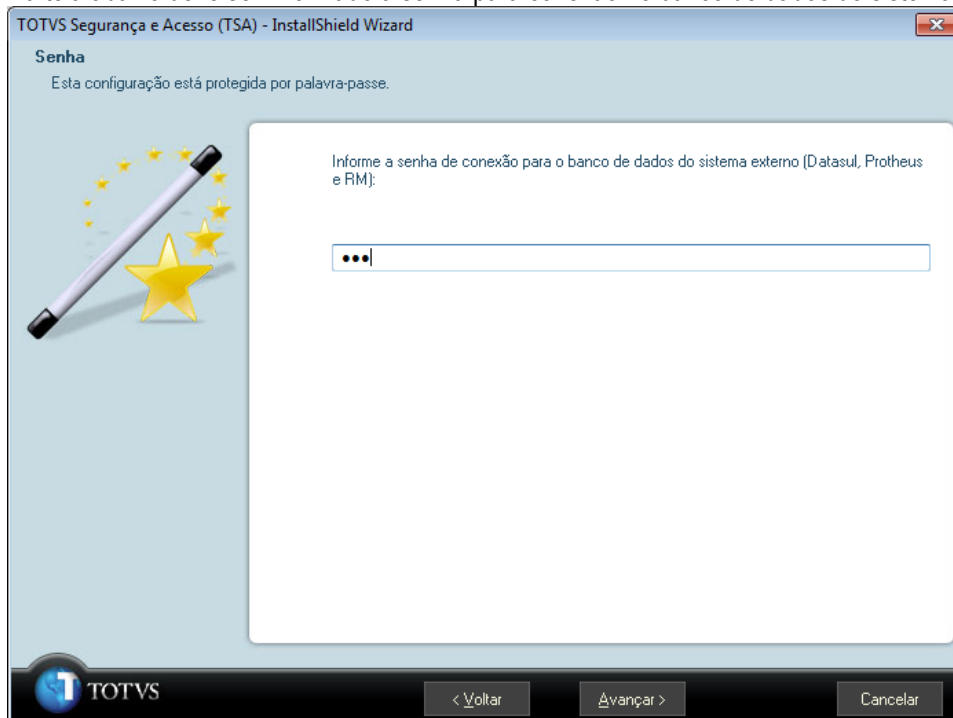 TOTVS Segurança e Acesso (TSA) - InstallShield Wizard
Senha
Esta configuração está protegida por palavra-passe.
Informe a senha de conexão para o banco de dados do sistema externo (Datasul, Protheus
e RM):
•••
TOTVS
< Voltar
Avançar >
Cancelar